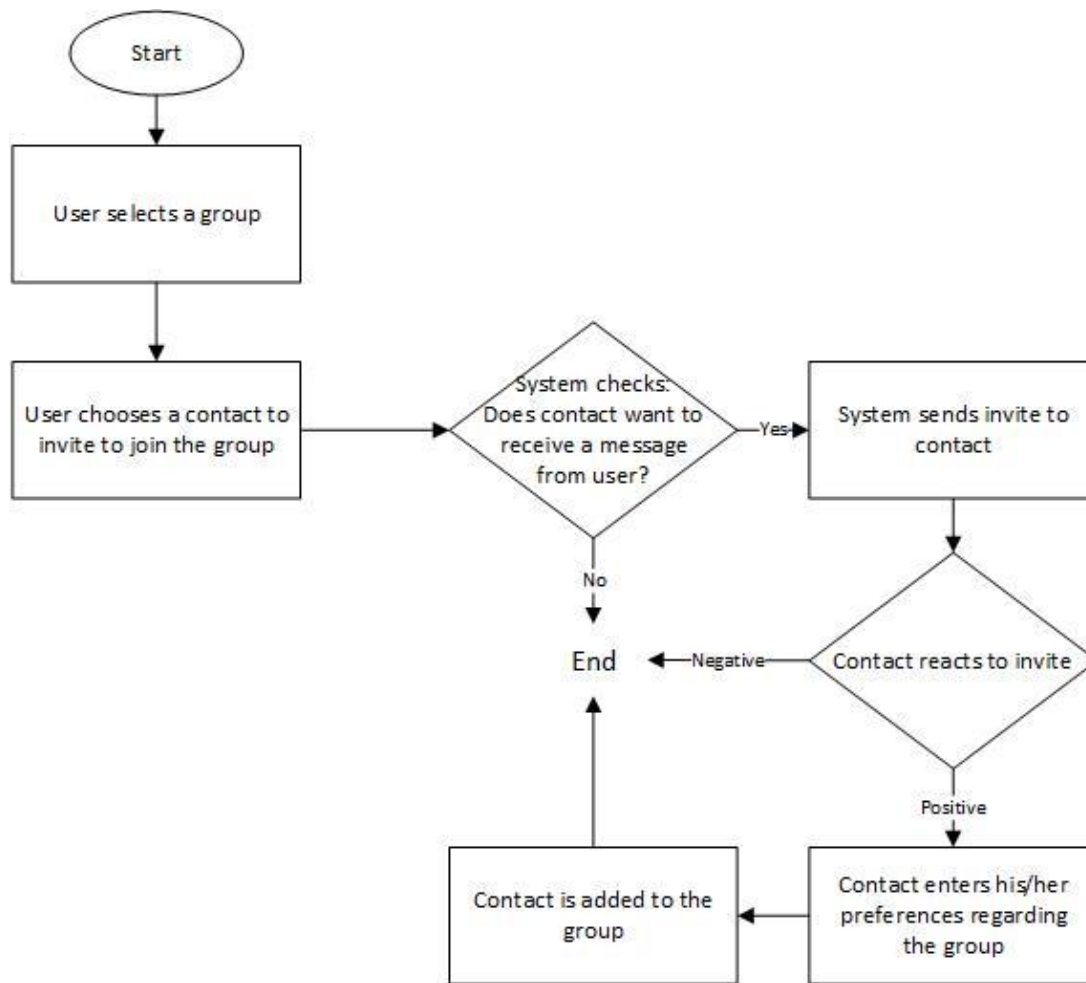 Start
User selects a group
User chooses a contact to
invite to join the group
System checks:
Does contact want to
receive a message
from user?
Yes
System sends invite to
contact
No
End
Negative
Contact reacts to invite
Positive
Contact is added to the
group
Contact enters his/her
preferences regarding
the group